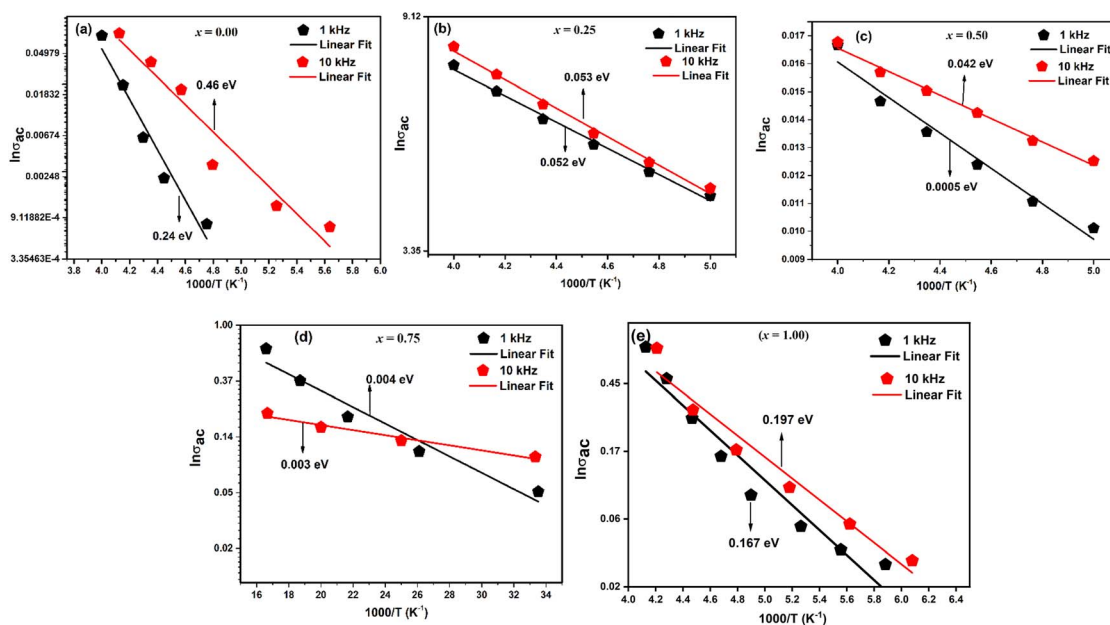 (a)
x = 0.00
1 kHz
Linear Fit
10 kHz
Linear Fit
0.46 eV
0.24 eV
lnσac
0.04979
0.01832
0.00674
0.00248
9.11882E-4
3.35463E-4
3.8 4.0 4.2 4.4 4.6 4.8 5.0 5.2 5.4 5.6 5.8 6.0
1000/T (K-1)
(b)
x = 0.25
1 kHz
Linear Fit
10 kHz
Linea Fit
0.053 eV
0.052 eV
lnσac
9.12
3.35
4.0 4.2 4.4 4.6 4.8 5.0
1000/T (K-1)
(c)
x = 0.50
1 kHz
Linear Fit
10 kHz
Linear Fit
0.042 eV
0.0005 eV
lnσac
0.017
0.016
0.015
0.014
0.013
0.012
0.011
0.010
0.009
4.0 4.2 4.4 4.6 4.8 5.0
1000/T (K-1)
(d)
x = 0.75
1 kHz
Linear Fit
10 kHz
Linear Fit
0.004 eV
0.003 eV
lnσac
1.00
0.37
0.14
0.05
0.02
16 18 20 22 24 26 28 30 32 34 36
1000/T (K-1)
(e)
(x = 1.00)
1 kHz
Linear Fit
10 kHz
Linear Fit
0.197 eV
0.167 eV
lnσac
0.45
0.17
0.06
0.02
4.0 4.2 4.4 4.6 4.8 5.0 5.2 5.4 5.6 5.8 6.0 6.2 6.4
1000/T (K-1)